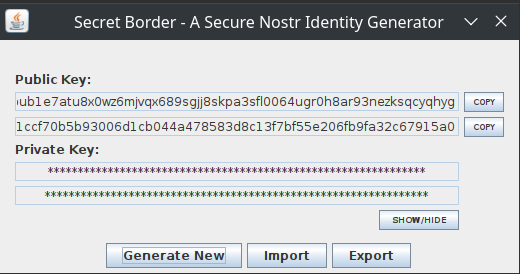 Secret Border - A Secure Nostr Identity Generator
Public Key:
ub1e7atu8x0wz6mjvqx689sgjj8skpa3sfl0064ugr0h8ar93nezksqcyqhyg COPY
1ccf70b5b93006d1cb044a478583d8c13f7bf55e206fb9fa32c67915a0 COPY
Private Key:
***************************************************************
****************************************************************
SHOW/HIDE
Generate New Import Export